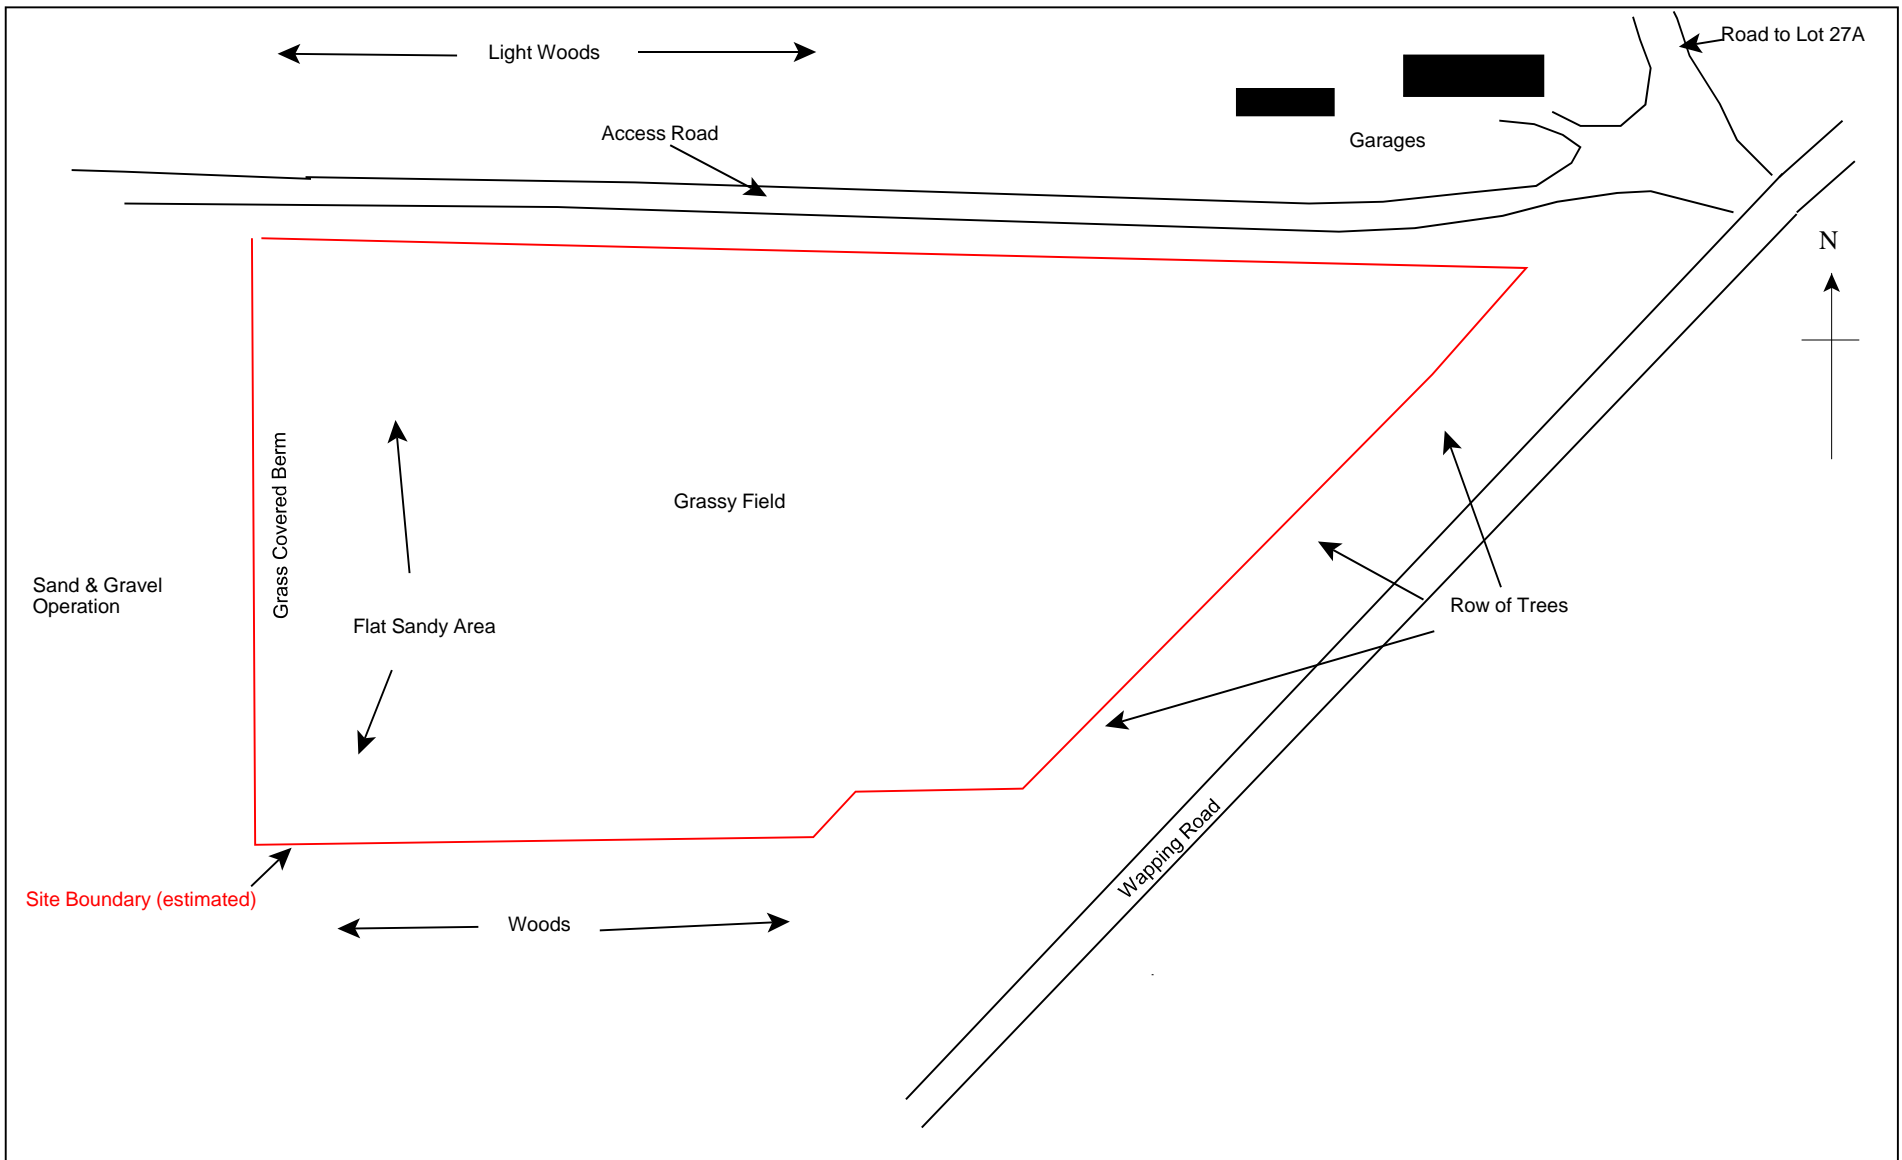 Light Woods
Road to Lot 27A
Access Road
Garages
N
Grass Covered Berm
Grassy Field
Sand & Gravel
Operation
Flat Sandy Area
Row of Trees
Wapping Road
Site Boundary (estimated)
Woods